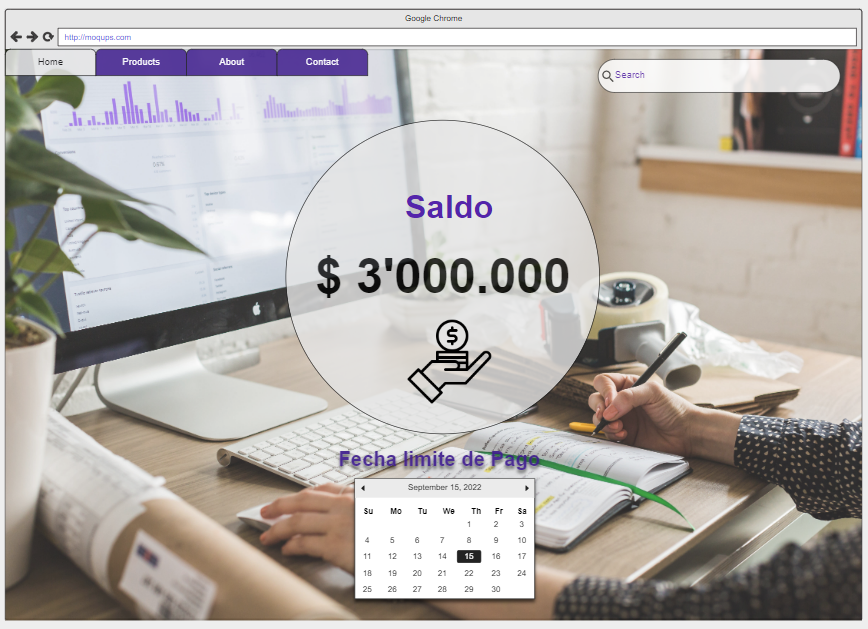 Google Chrome
http://moqups.com
Home Products About Contact
Search
Saldo
$ 3'000.000
$
Fecha limite de Pago
September 15, 2022
Su Mo Tu We Th Fr Sa
1 2 3
4 5 6 7 8 9 10
11 12 13 14 15 16 17
18 19 20 21 22 23 24
25 26 27 28 29 30